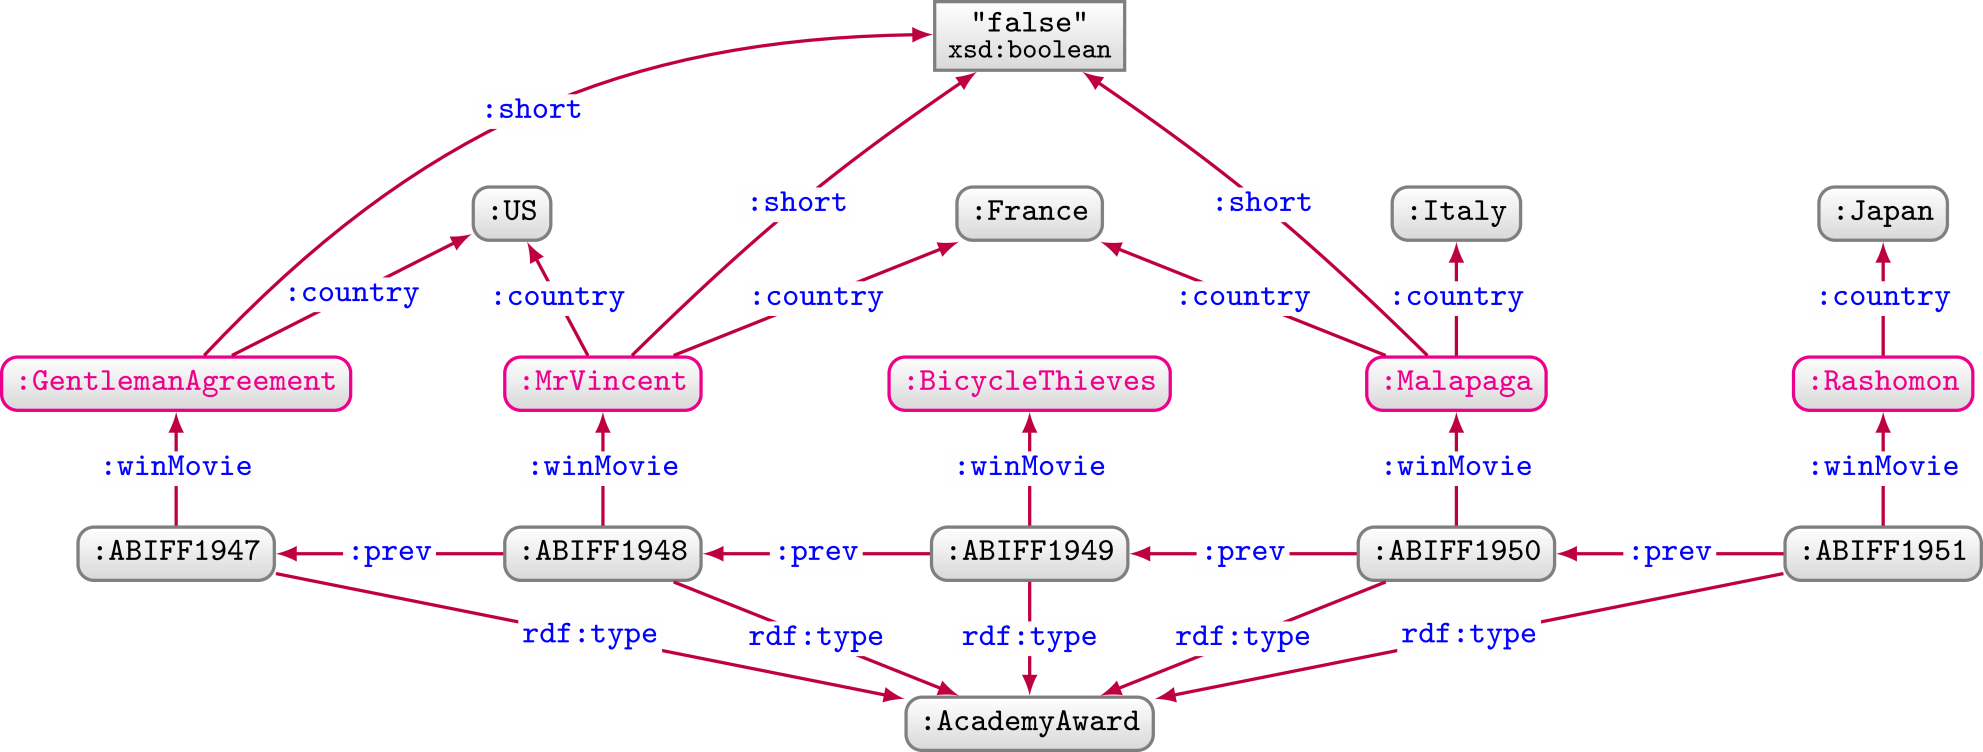 "false"
xsd:boolean
:short
:US
:short
:France
:short
:Italy
:Japan
:country
:country
:country
:country
:country
:country
:GentlemanAgreement
:MrVincent
:BicycleThieves
:Malapaga
:Rashomon
:winMovie
:winMovie
:winMovie
:winMovie
:winMovie
:ABIFF1947
:prev
:ABIFF1948
:prev
:ABIFF1949
:prev
:ABIFF1950
:prev
:ABIFF1951
rdf:type
rdf:type
rdf:type
rdf:type
rdf:type
:AcademyAward